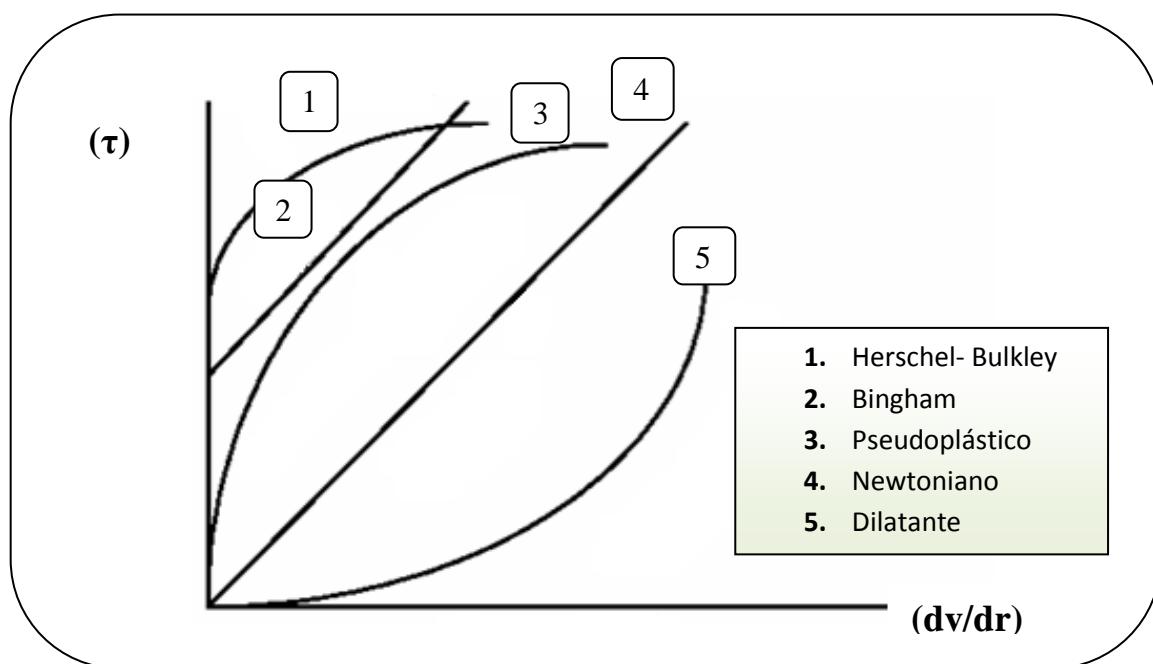 1
3
4
(τ)
2
5
1. Herschel- Bulkley
2. Bingham
3. Pseudoplástico
4. Newtoniano
5. Dilatante
(dv/dr)